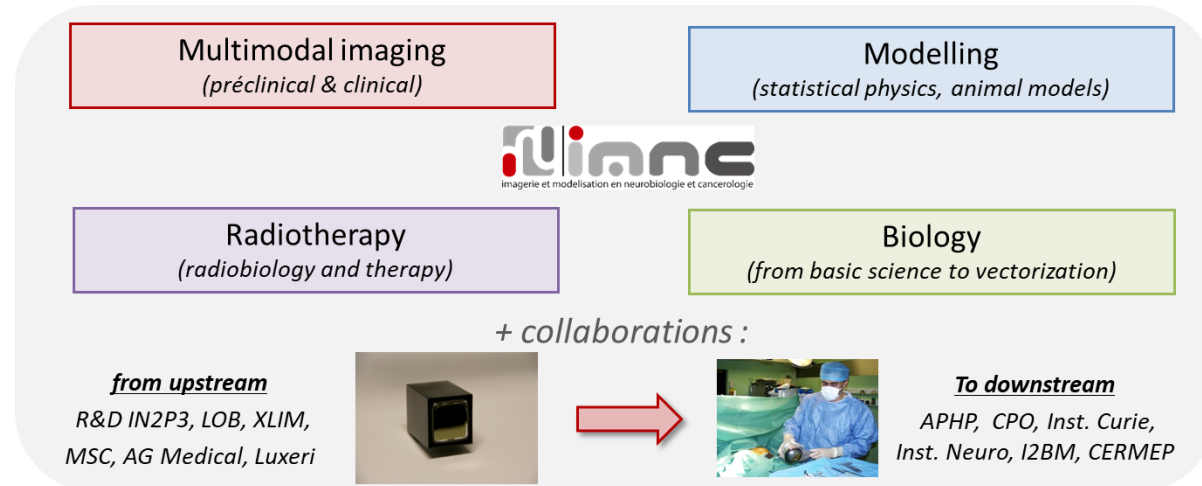 Multimodal imaging
(préclinical & clinical)
Modelling
(statistical physics, animal models)
imnc
imagerie et modelisation en neurobiologie et cancerologie
Radiotherapy
(radiobiology and therapy)
Biology
(from basic science to vectorization)
+ collaborations :
from upstream
R&D IN2P3, LOB, XLIM,
MSC, AG Medical, Luxeri
To downstream
APHP, CPO, Inst. Curie,
Inst. Neuro, I2BM, CERMEP